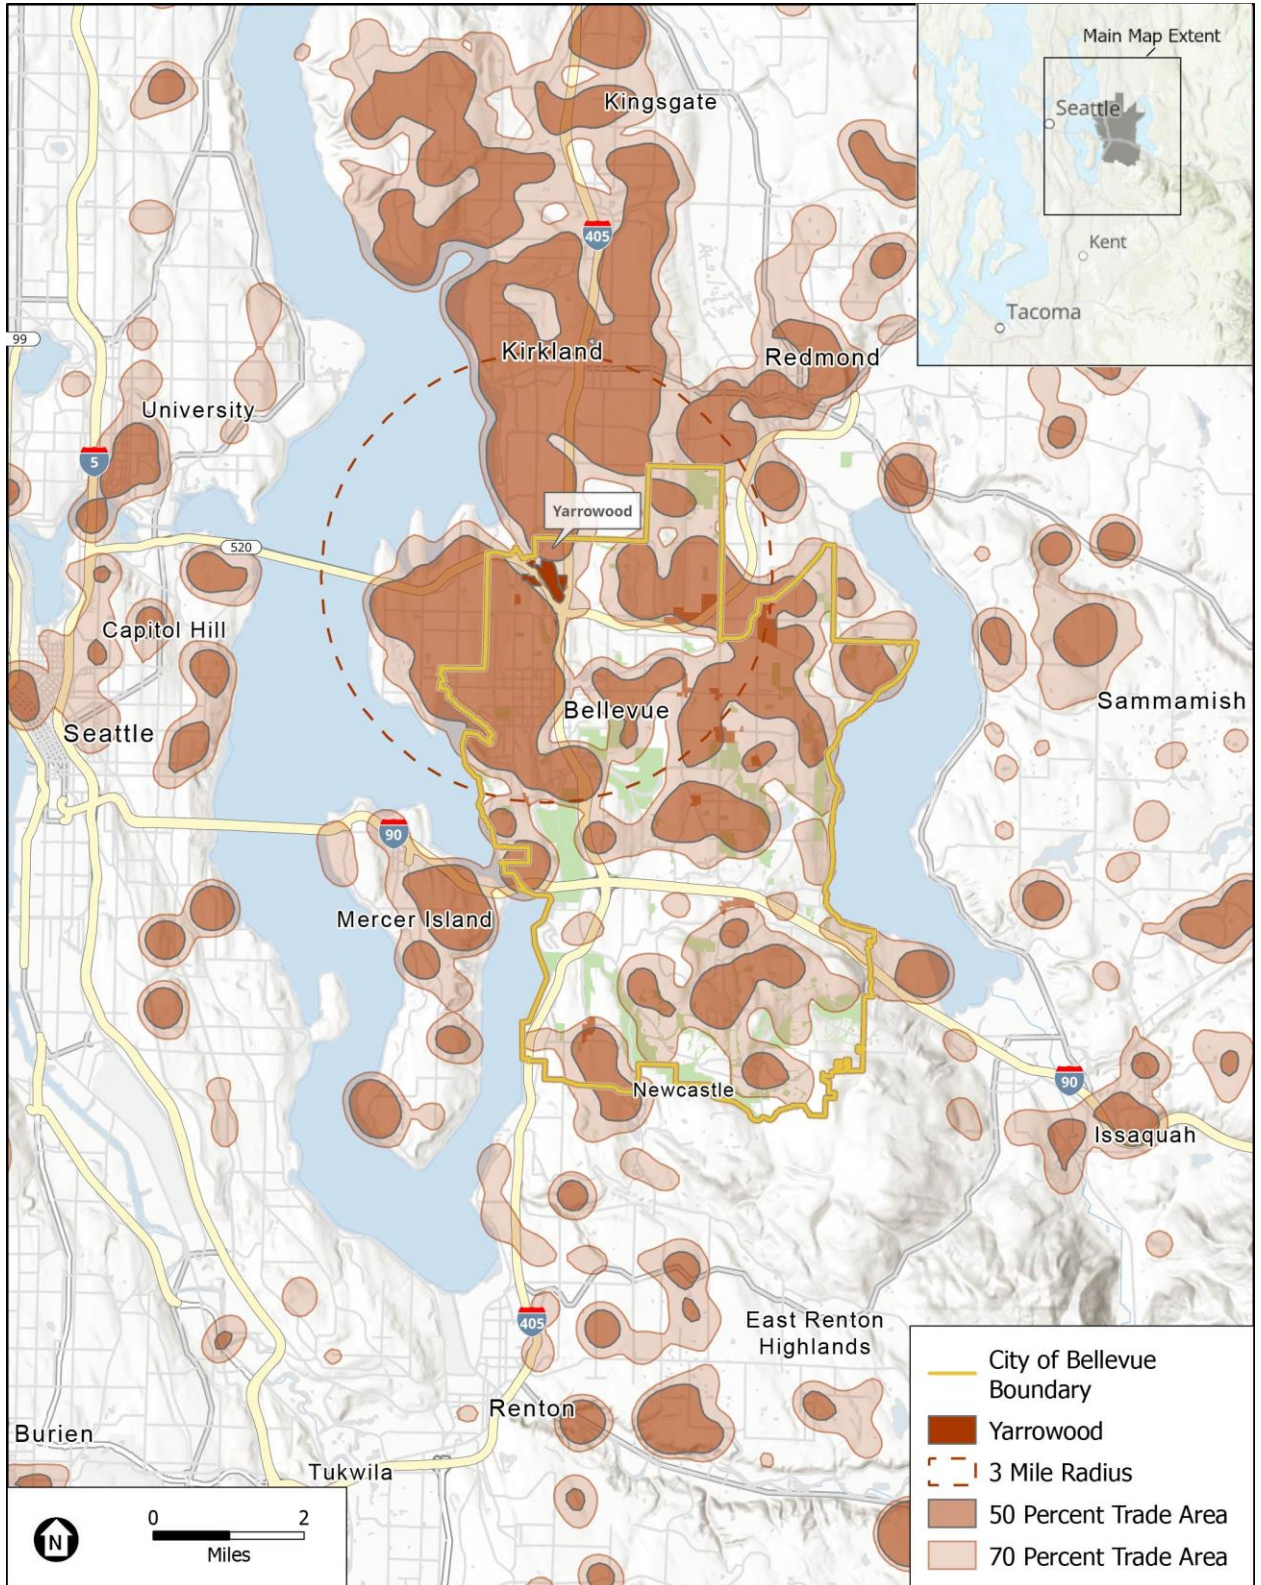 Main Map Extent
Seattle
Kent
Tacoma
Kingsgate
405
99
Kirkland
Redmond
University
5
Yarrowood
520
Capitol Hill
Bellevue
Sammamish
Seattle
90
Mercer Island
Newcastle
90
Issaquah
405
East Renton
Highlands
Renton
Burien
Tukwila
N
0 2
Miles
City of Bellevue
Boundary
Yarrowood
3 Mile Radius
50 Percent Trade Area
70 Percent Trade Area